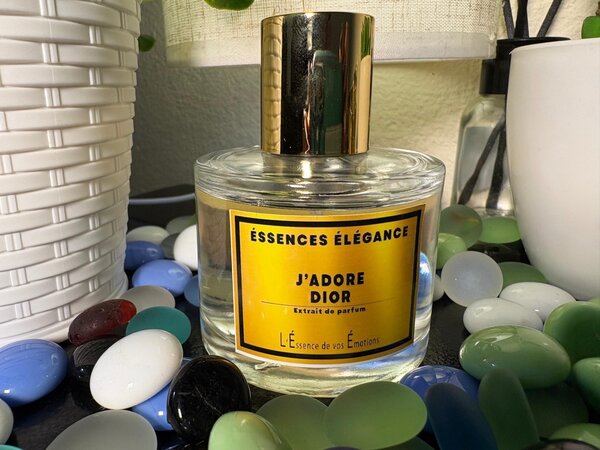 ÉSSENCES ÉLÉGANCE
J'ADORE
DIOR
Extrait de parfum
L'Éssence de vos Émotions